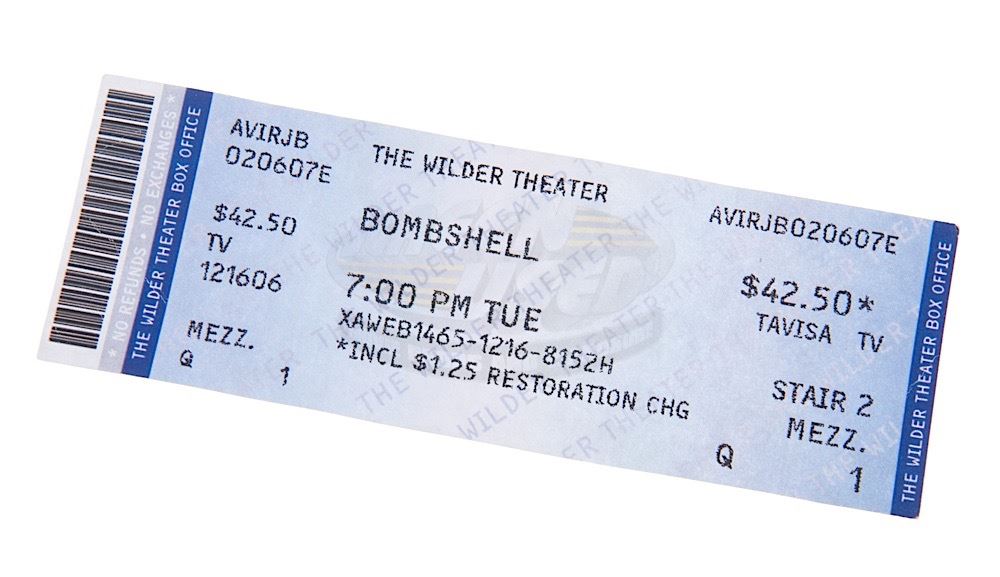 * NO REFUNDS • NO EXCHANGES *
THE WILDER THEATER BOX OFFICE
AVIRJB
020607E
$42.50
TV
121606
MEZZ.
Q 1
THE WILDER THEATER
BOMBSHELL
7:00 PM TUE
XAWEB1465-1216-8152H
*INCL $1.25 RESTORATION CHG
AVIRJB020607E
$42.50*
TAVISA TV
STAIR 2
MEZZ.
Q 1
THE WILDER THEATER BOX OFFICE